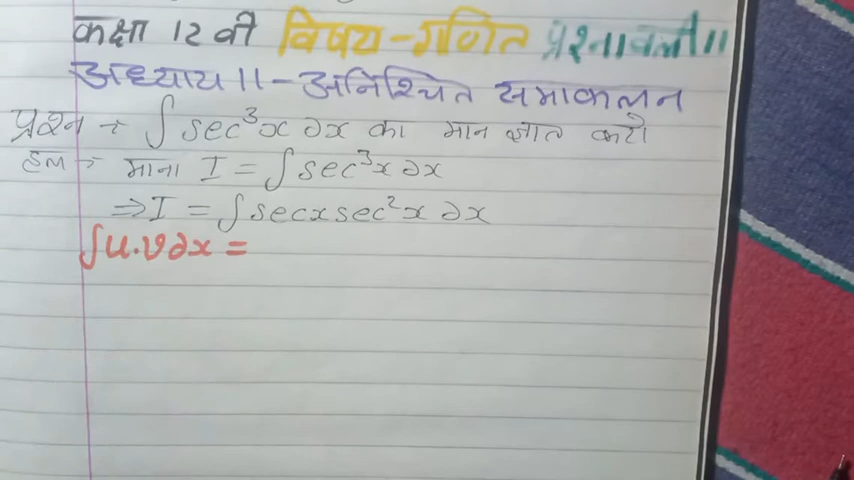 कक्षा 12 वी विषय-गणित प्रश्नावली 11
अध्याय 11-अनिश्चित समाकलन
प्रश्न ÷ ∫ sec³x ∂x का मान ज्ञात करो
हल ÷ माना I = ∫ sec³x ∂x
⇒ I = ∫ secx sec²x ∂x
∫u.v∂x =